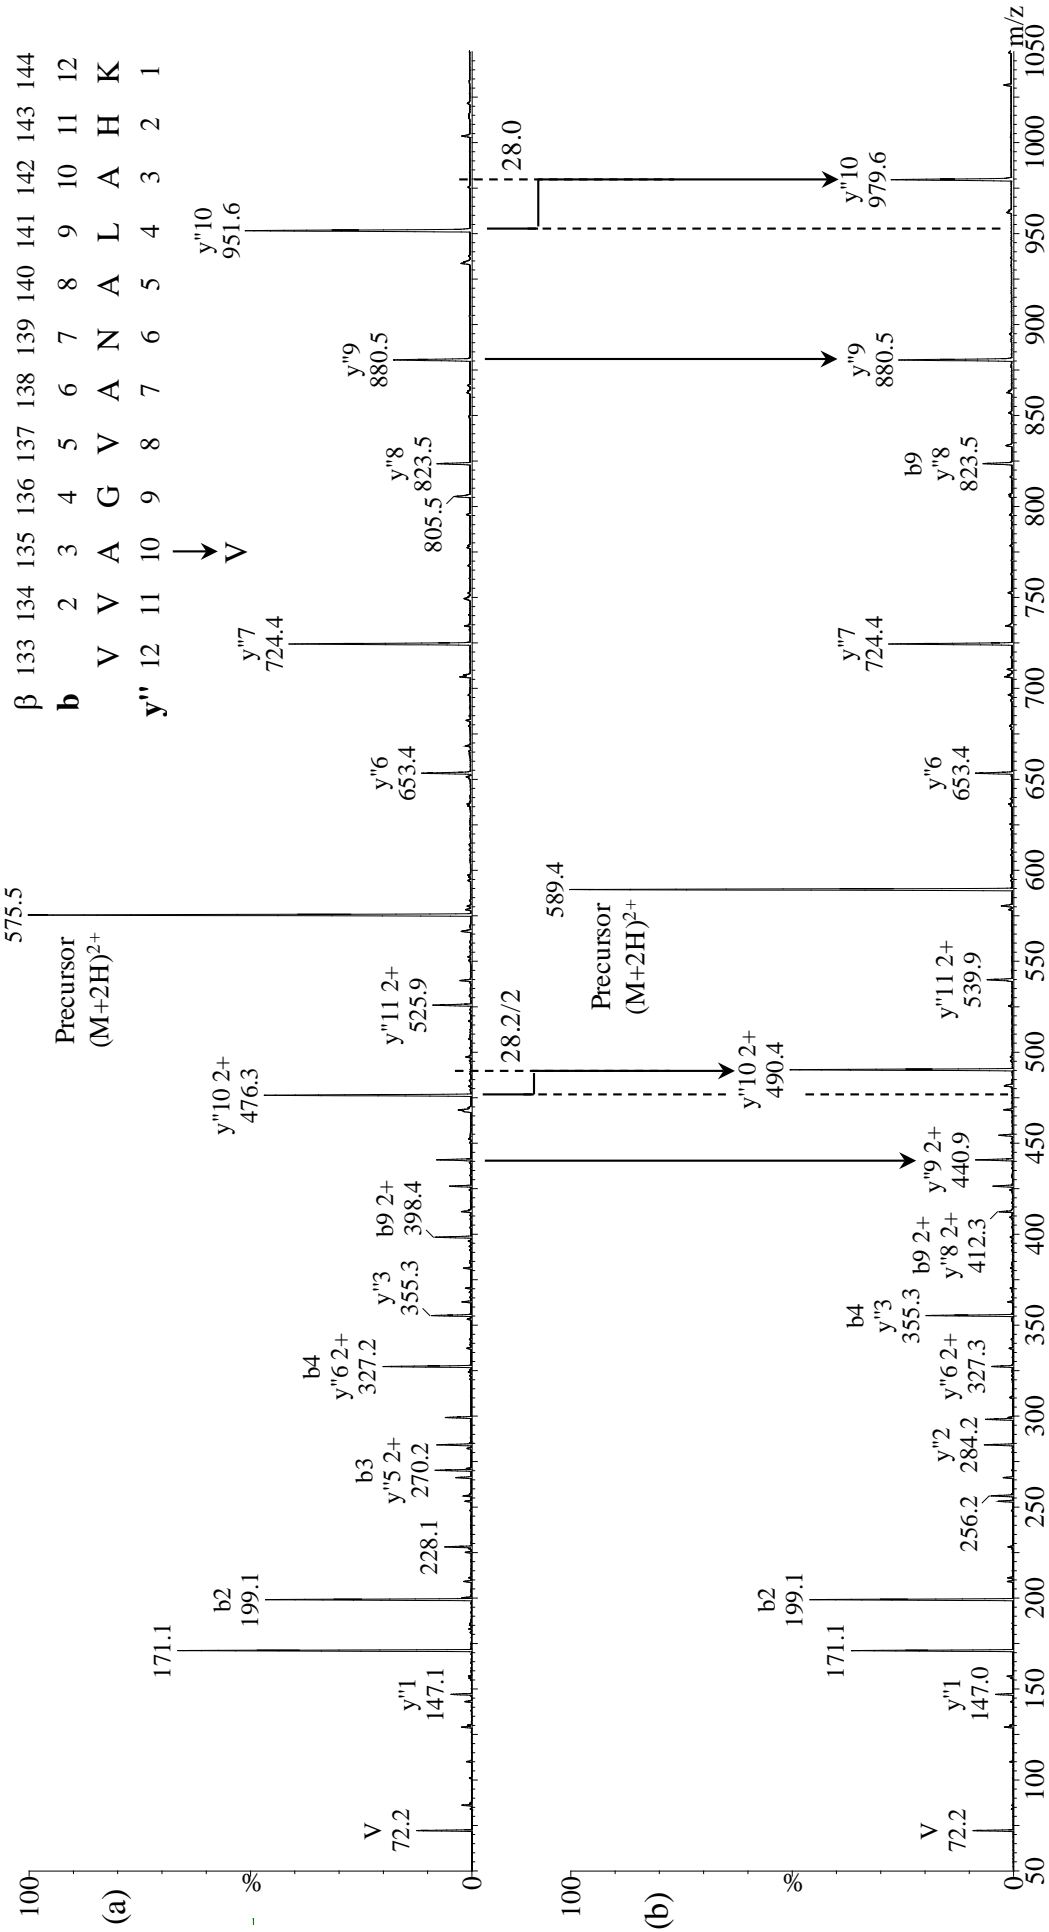 β 133 134 135 136 137 138 139 140 141 142 143 144
b 2 3 4 5 6 7 8 9 10 11 12
V V A G V A N A L A H K
y'' 12 11 10 9 8 7 6 5 4 3 2 1
V
(a)
100
%
0
V
72.2
y''1
147.1
171.1
b2
199.1
228.1
b3
y''5 2+
270.2
b4
y''6 2+
327.2
y''3
355.3
b9 2+
398.4
y''10 2+
476.3
y''11 2+
525.9
Precursor
(M+2H)2+
575.5
y''6
653.4
y''7
724.4
805.5
y''8
823.5
y''9
880.5
y''10
951.6
28.2/2
28.0
(b)
100
%
0
V
72.2
y''1
147.0
171.1
b2
199.1
256.2
y''2
284.2
y''6 2+
327.3
b4
y''3
355.3
b9 2+
y''8 2+
412.3
y''9 2+
440.9
y''10 2+
490.4
y''11 2+
539.9
Precursor
(M+2H)2+
589.4
y''6
653.4
y''7
724.4
b9
y''8
823.5
y''9
880.5
y''10
979.6
50 100 150 200 250 300 350 400 450 500 550 600 650 700 750 800 850 900 950 1000 1050
m/z